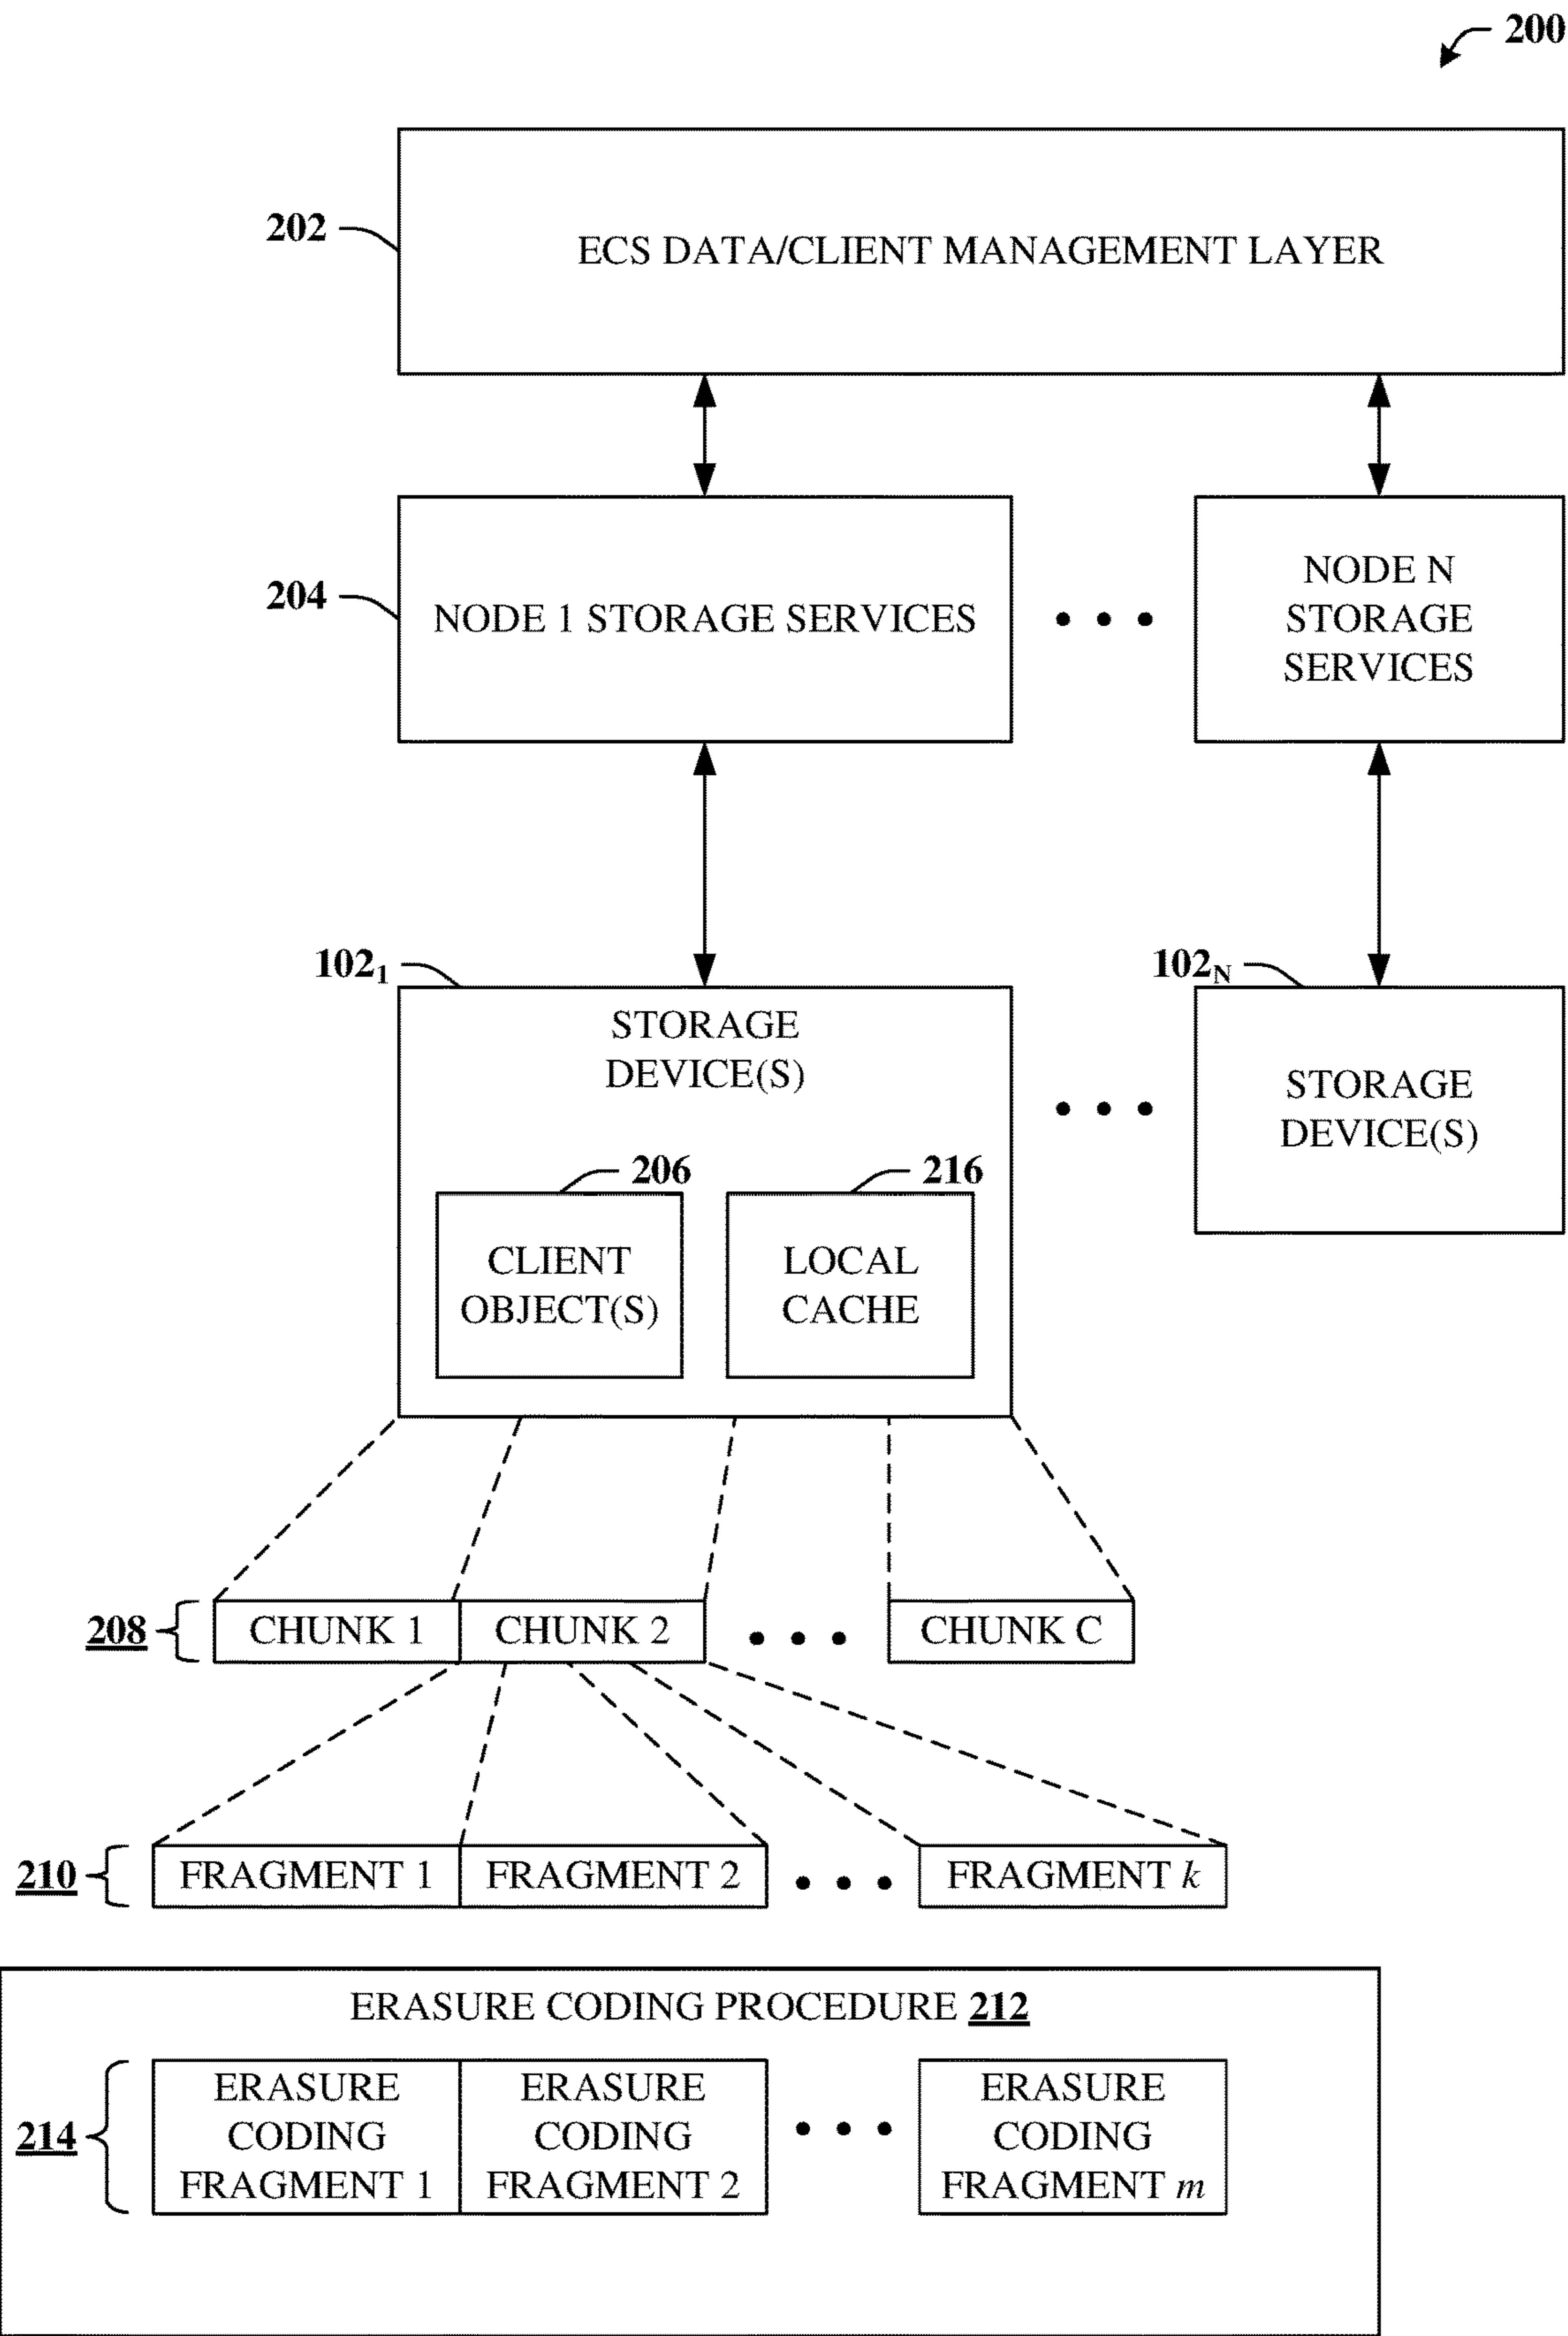 200
202
ECS DATA/CLIENT MANAGEMENT LAYER
204
NODE 1 STORAGE SERVICES
• • •
NODE N
STORAGE
SERVICES
102₁
STORAGE
DEVICE(S)
206
CLIENT
OBJECT(S)
216
LOCAL
CACHE
• • •
102_N
STORAGE
DEVICE(S)
208
CHUNK 1
CHUNK 2
• • •
CHUNK C
210
FRAGMENT 1
FRAGMENT 2
• • •
FRAGMENT k
ERASURE CODING PROCEDURE 212
214
ERASURE
CODING
FRAGMENT 1
ERASURE
CODING
FRAGMENT 2
• • •
ERASURE
CODING
FRAGMENT m